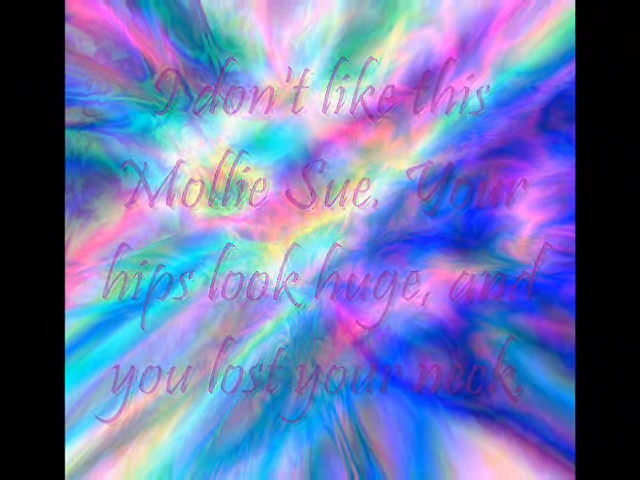 I don't like this
Mollie Sue. Your
hips look huge, and
you lost your neck.